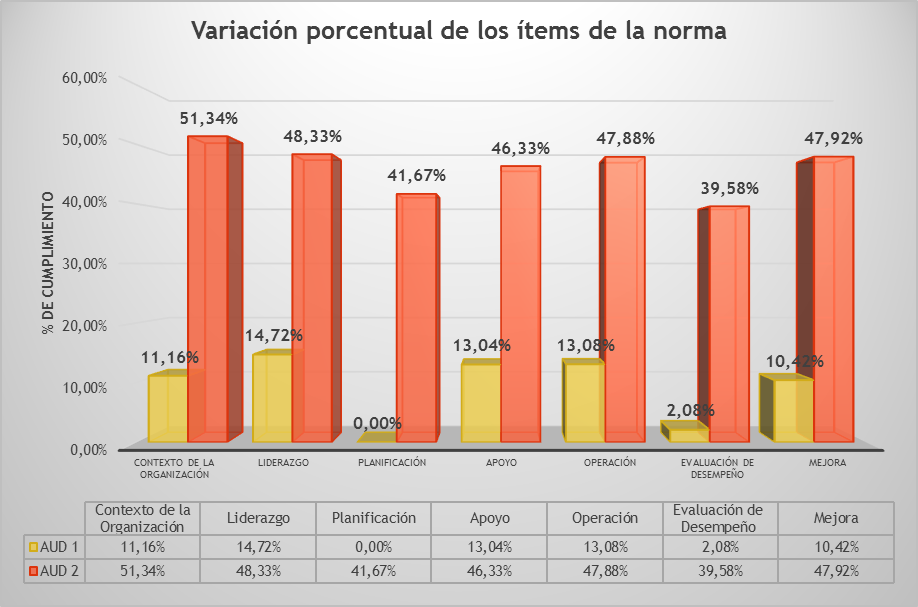 Variación porcentual de los ítems de la norma
% DE CUMPLIMIENTO
60,00%
50,00%
40,00%
30,00%
20,00%
10,00%
0,00%
51,34%
48,33%
41,67%
46,33%
47,88%
39,58%
47,92%
11,16%
14,72%
0,00%
13,04%
13,08%
2,08%
10,42%
CONTEXTO DE LA
ORGANIZACIÓN
LIDERAZGO
PLANIFICACIÓN
APOYO
OPERACIÓN
EVALUACIÓN DE
DESEMPEÑO
MEJORA
Contexto de la
Organización
Liderazgo
Planificación
Apoyo
Operación
Evaluación de
Desempeño
Mejora
AUD 1 11,16% 14,72% 0,00% 13,04% 13,08% 2,08% 10,42%
AUD 2 51,34% 48,33% 41,67% 46,33% 47,88% 39,58% 47,92%